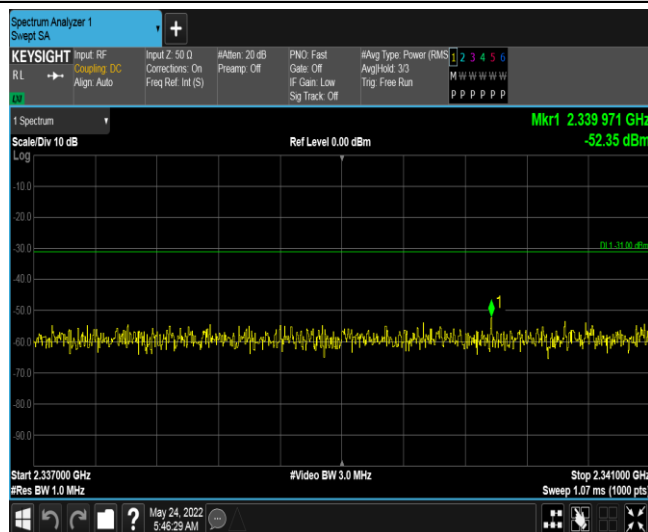 Spectrum Analyzer 1
Swept SA
KEYSIGHT
RL
Input: RF
Coupling: DC
Align: Auto
Input Z: 50 Ω
Corrections: On
Freq Ref: Int (S)
#Atten: 20 dB
Preamp: Off
PNO: Fast
Gate: Off
IF Gain: Low
Sig Track: Off
#Avg Type: Power (RMS
Avg|Hold: 3/3
Trig: Free Run
1 2 3 4 5 6
M W W W W W
P P P P P P
1 Spectrum
Mkr1 2.339 971 GHz
Scale/Div 10 dB
Ref Level 0.00 dBm
-52.35 dBm
Log
-10.0
-20.0
-30.0
DL1 -31.00 dBm
-40.0
-50.0
1
-60.0
-70.0
-80.0
-90.0
Start 2.337000 GHz
#Video BW 3.0 MHz
Stop 2.341000 GHz
#Res BW 1.0 MHz
Sweep 1.07 ms (1000 pts)
?
May 24, 2022
5:46:29 AM